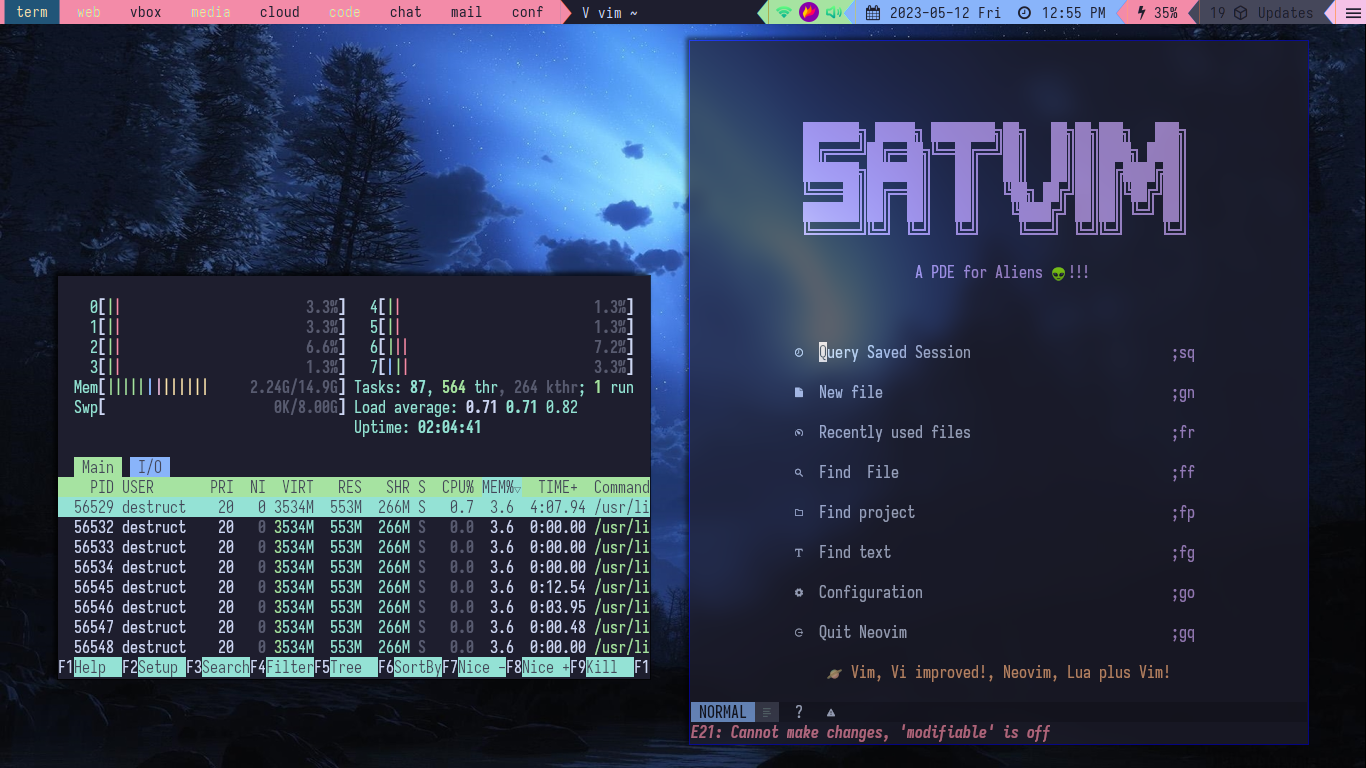 term web vbox media cloud code chat mail conf V vim ~ 2023-05-12 Fri 12:55 PM 35% 19 Updates
SATVIM
A PDE for Aliens 👽!!!
Query Saved Session ;sq
New file ;gn
Recently used files ;fr
Find  File ;ff
Find project ;fp
Find text ;fg
Configuration ;go
Quit Neovim ;gq
🪐 Vim, Vi improved!, Neovim, Lua plus Vim!
NORMAL ?
E21: Cannot make changes, 'modifiable' is off
0[|| 3.3%] 4[|| 1.3%]
1[|| 3.3%] 5[|| 1.3%]
2[|| 6.6%] 6[||| 7.2%]
3[|| 1.3%] 7[||| 3.3%]
Mem[||||||||||||| 2.24G/14.9G] Tasks: 87, 564 thr, 264 kthr; 1 run
Swp[ 0K/8.00G] Load average: 0.71 0.71 0.82
Uptime: 02:04:41
Main I/O
PID USER PRI NI VIRT RES SHR S CPU% MEM%▽ TIME+ Command
56529 destruct 20 0 3534M 553M 266M S 0.7 3.6 4:07.94 /usr/li
56532 destruct 20 0 3534M 553M 266M S 0.0 3.6 0:00.00 /usr/li
56533 destruct 20 0 3534M 553M 266M S 0.0 3.6 0:00.00 /usr/li
56534 destruct 20 0 3534M 553M 266M S 0.0 3.6 0:00.00 /usr/li
56545 destruct 20 0 3534M 553M 266M S 0.0 3.6 0:12.54 /usr/li
56546 destruct 20 0 3534M 553M 266M S 0.0 3.6 0:03.95 /usr/li
56547 destruct 20 0 3534M 553M 266M S 0.0 3.6 0:00.48 /usr/li
56548 destruct 20 0 3534M 553M 266M S 0.0 3.6 0:00.00 /usr/li
F1Help F2Setup F3SearchF4FilterF5Tree F6SortByF7Nice -F8Nice +F9Kill F1